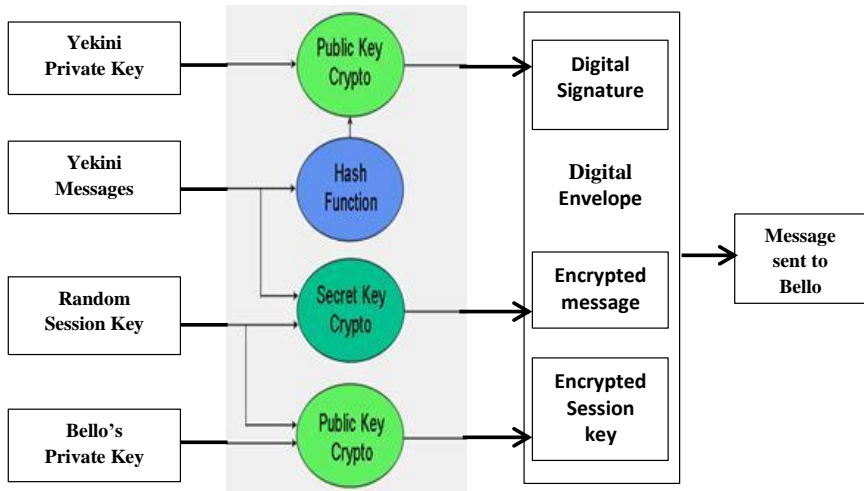 Yekini
Private Key
Public Key
Crypto
Digital
Signature
Yekini
Messages
Hash
Function
Digital
Envelope
Message
sent to
Bello
Random
Session Key
Secret Key
Crypto
Encrypted
message
Bello's
Private Key
Public Key
Crypto
Encrypted
Session
key